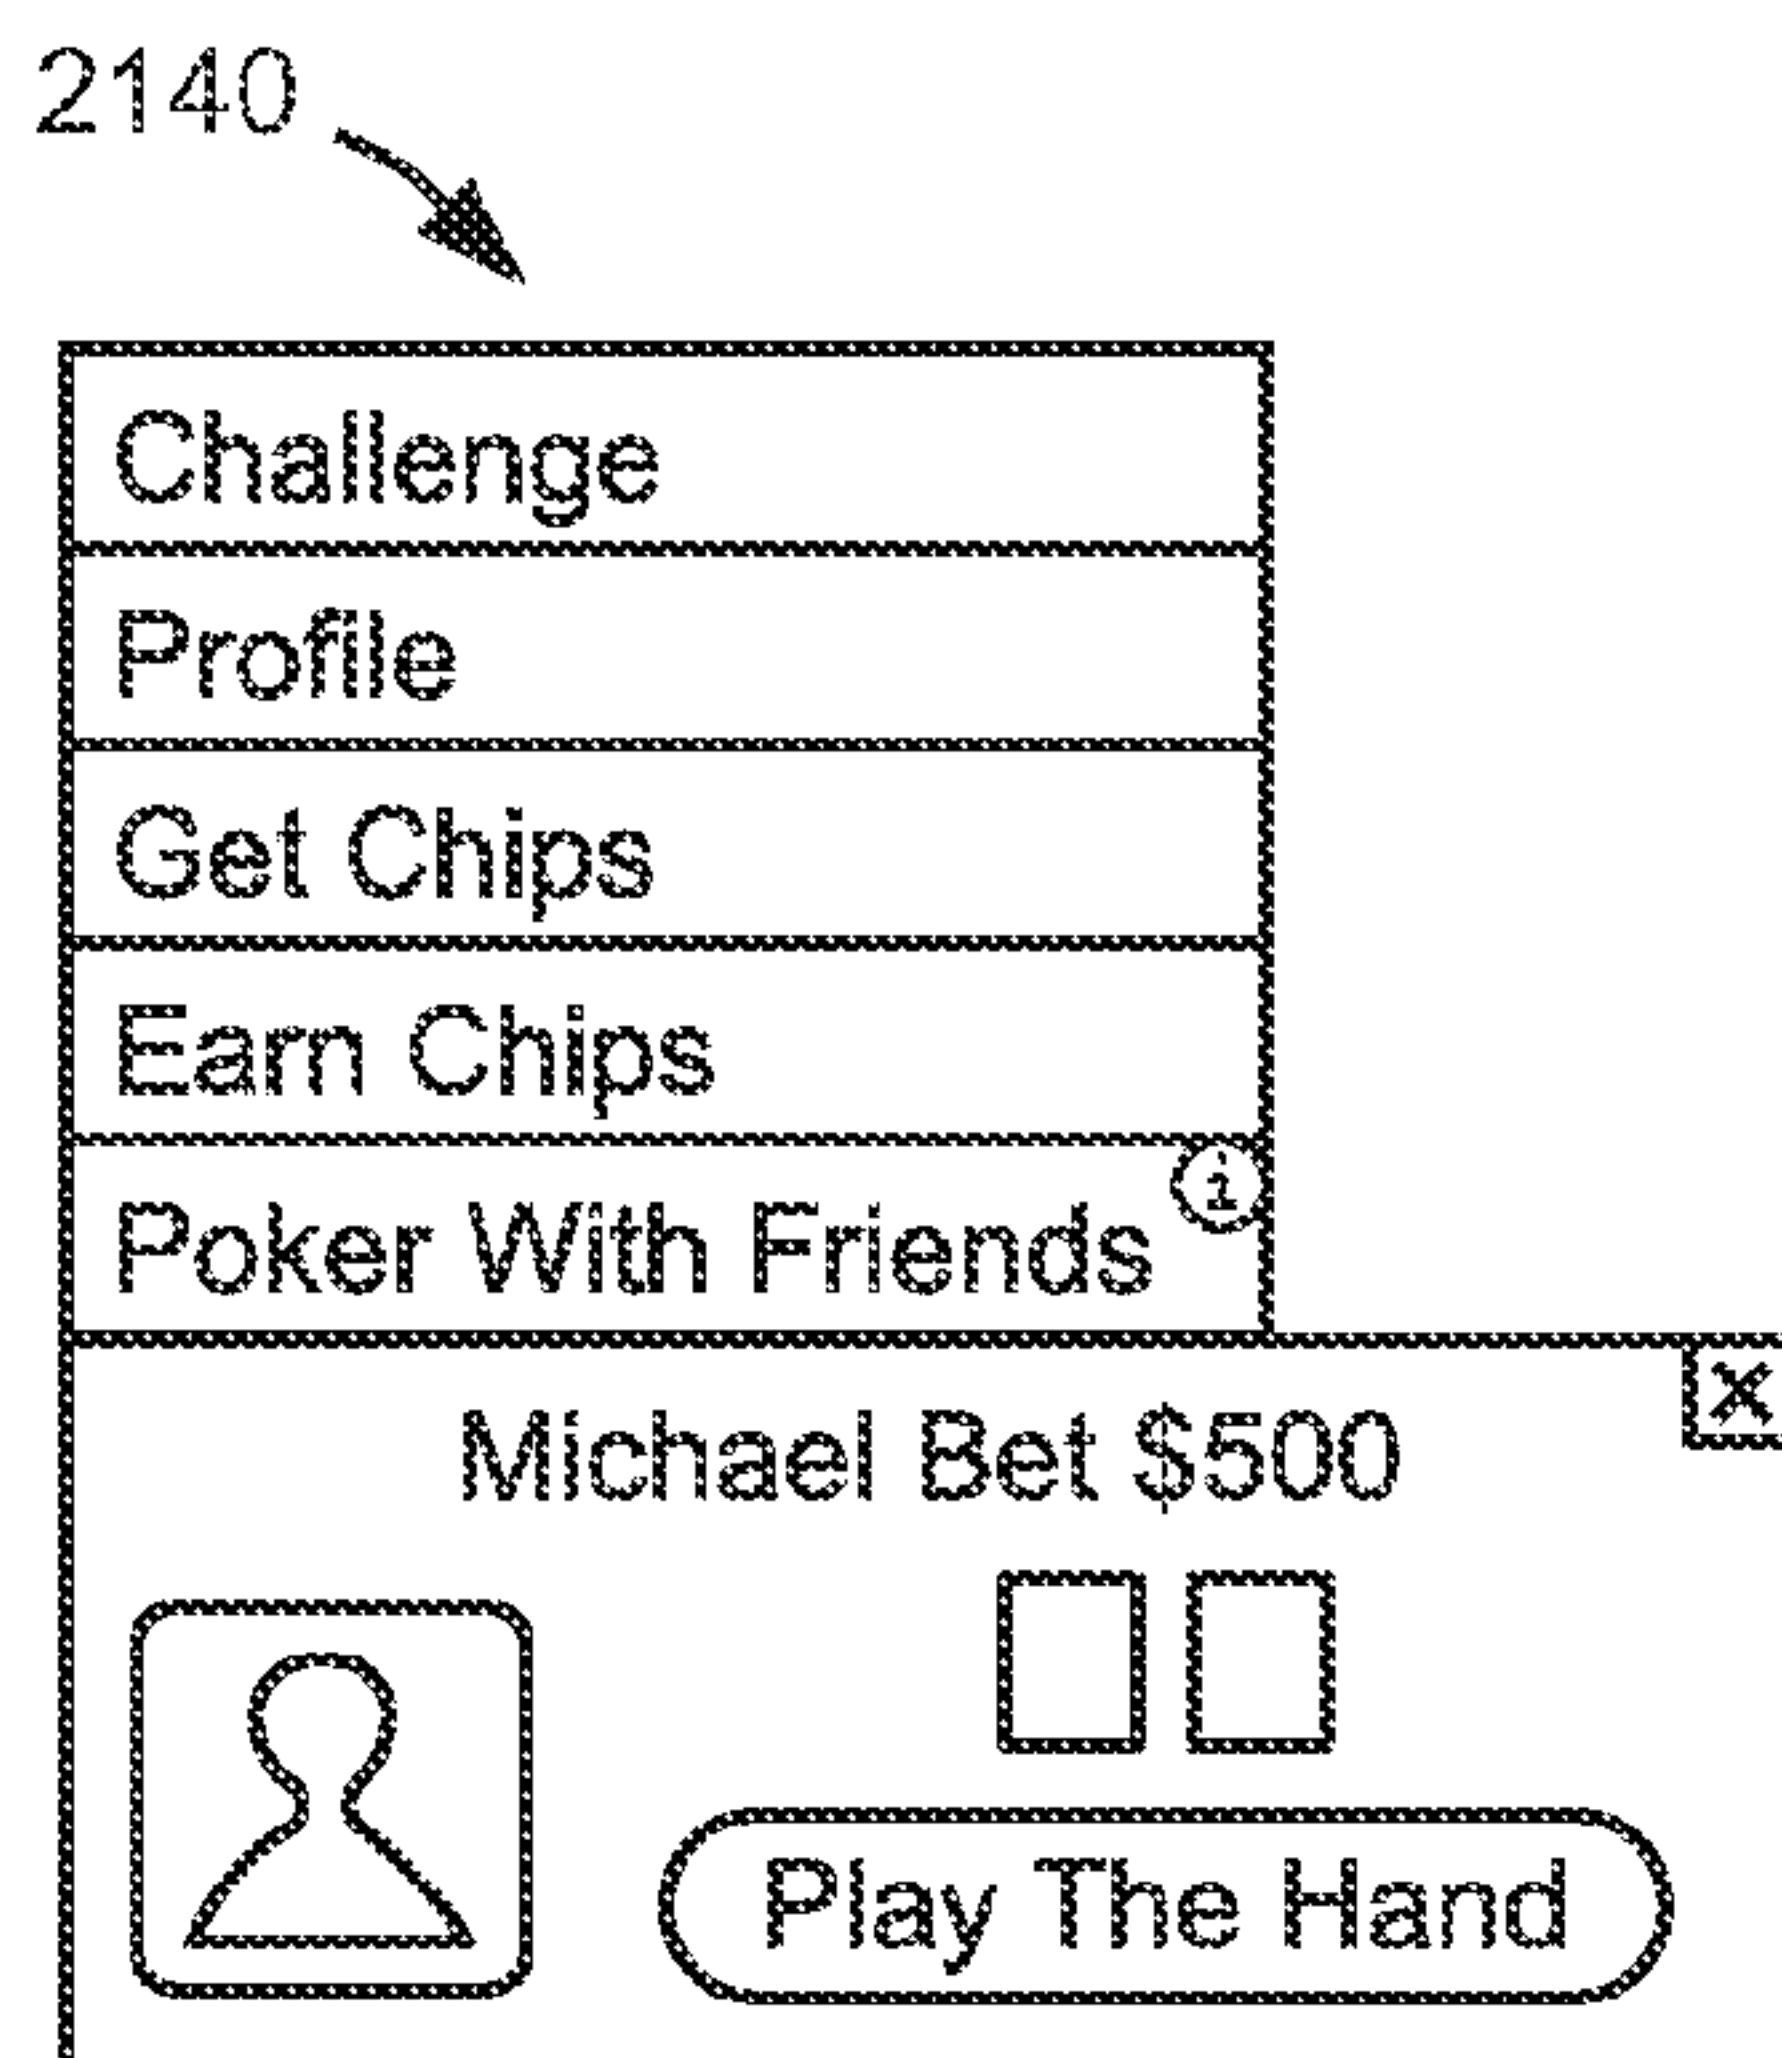 2140
Challenge
Profile
Get Chips
Earn Chips
Poker With Friends
Michael Bet $500
X
Play The Hand